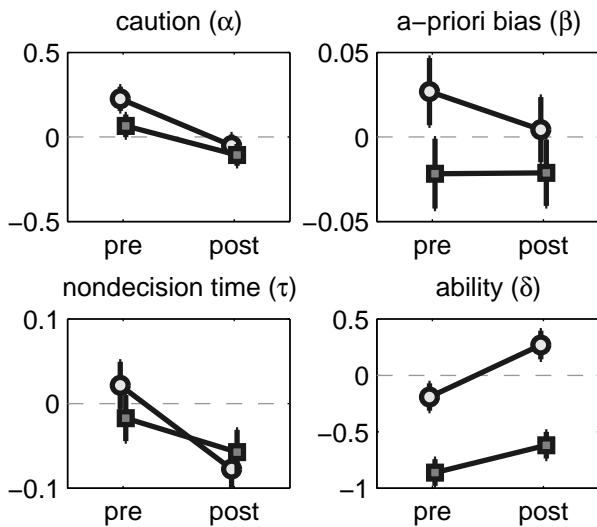 caution (α)
0.5
0
−0.5
pre
post
a−priori bias (β)
0.05
0
−0.05
pre
post
nondecision time (τ)
0.1
0
−0.1
pre
post
ability (δ)
0.5
0
−0.5
−1
pre
post